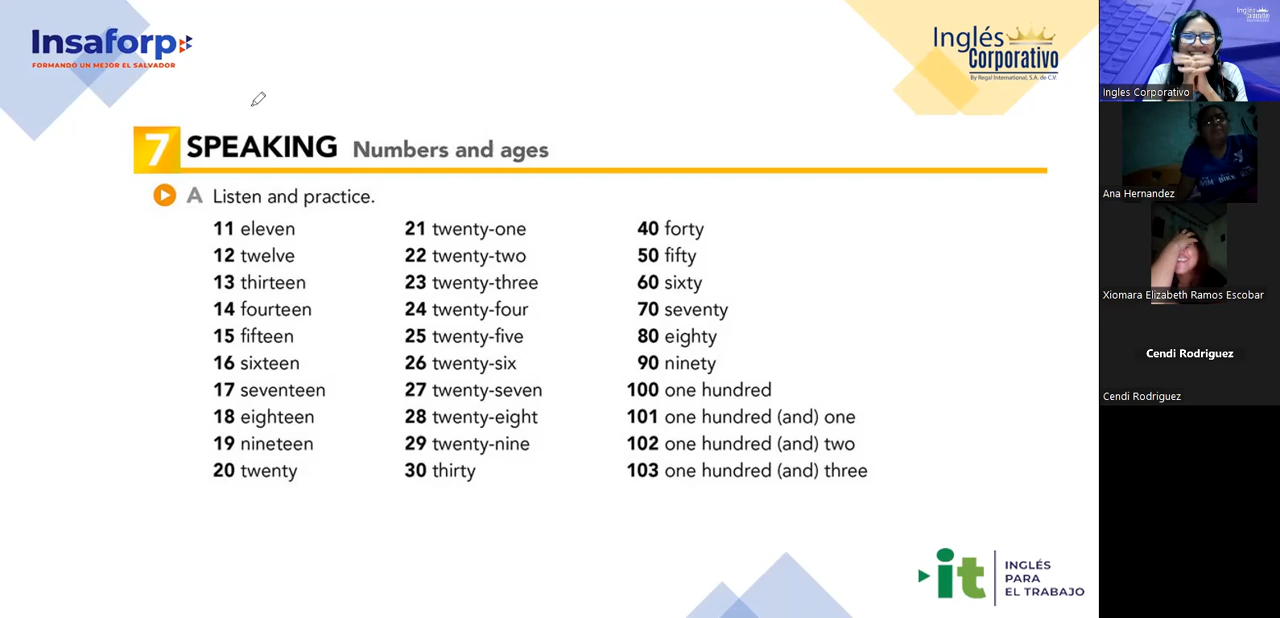 Insaforp
FORMANDO UN MEJOR EL SALVADOR
Inglés
Corporativo
By Regal International, S.A. de C.V.
7 SPEAKING Numbers and ages
A Listen and practice.
11 eleven
12 twelve
13 thirteen
14 fourteen
15 fifteen
16 sixteen
17 seventeen
18 eighteen
19 nineteen
20 twenty
21 twenty-one
22 twenty-two
23 twenty-three
24 twenty-four
25 twenty-five
26 twenty-six
27 twenty-seven
28 twenty-eight
29 twenty-nine
30 thirty
40 forty
50 fifty
60 sixty
70 seventy
80 eighty
90 ninety
100 one hundred
101 one hundred (and) one
102 one hundred (and) two
103 one hundred (and) three
it
INGLÉS
PARA
EL TRABAJO
Inglés
Ingles Corporativo
Ana Hernandez
Xiomara Elizabeth Ramos Escobar
Cendi Rodriguez
Cendi Rodriguez